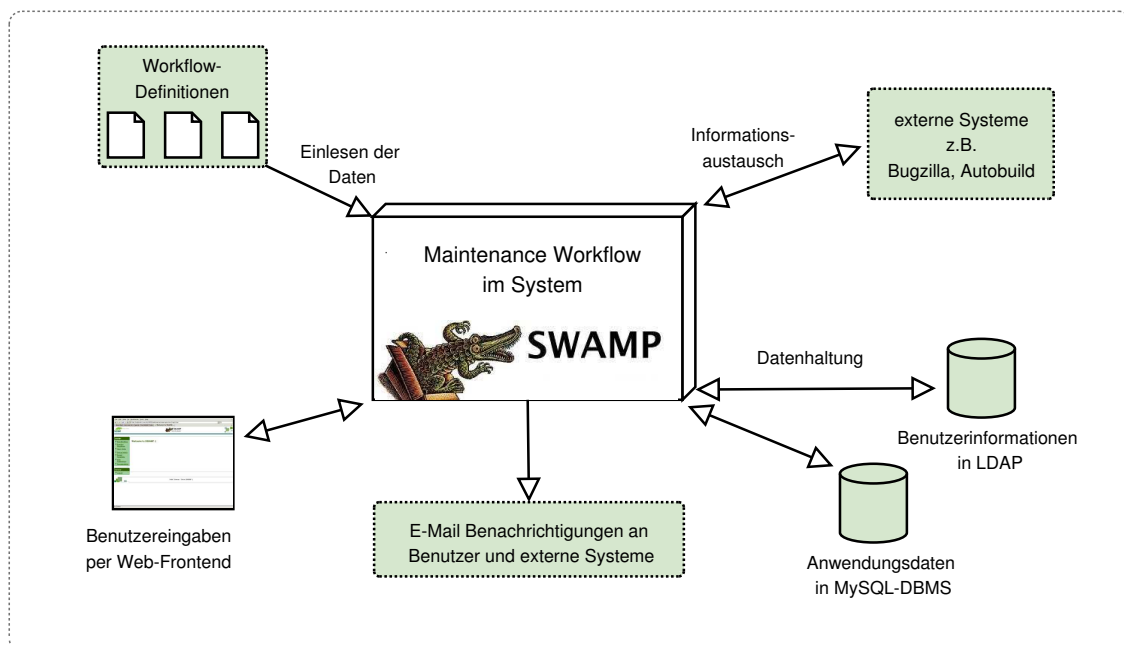 Workflow-
Definitionen
Einlesen der
Daten
Informations-
austausch
externe Systeme
z.B.
Bugzilla, Autobuild
Maintenance Workflow
im System
SWAMP
Datenhaltung
Benutzerinformationen
in LDAP
Benutzereingaben
per Web-Frontend
E-Mail Benachrichtigungen an
Benutzer und externe Systeme
Anwendungsdaten
in MySQL-DBMS